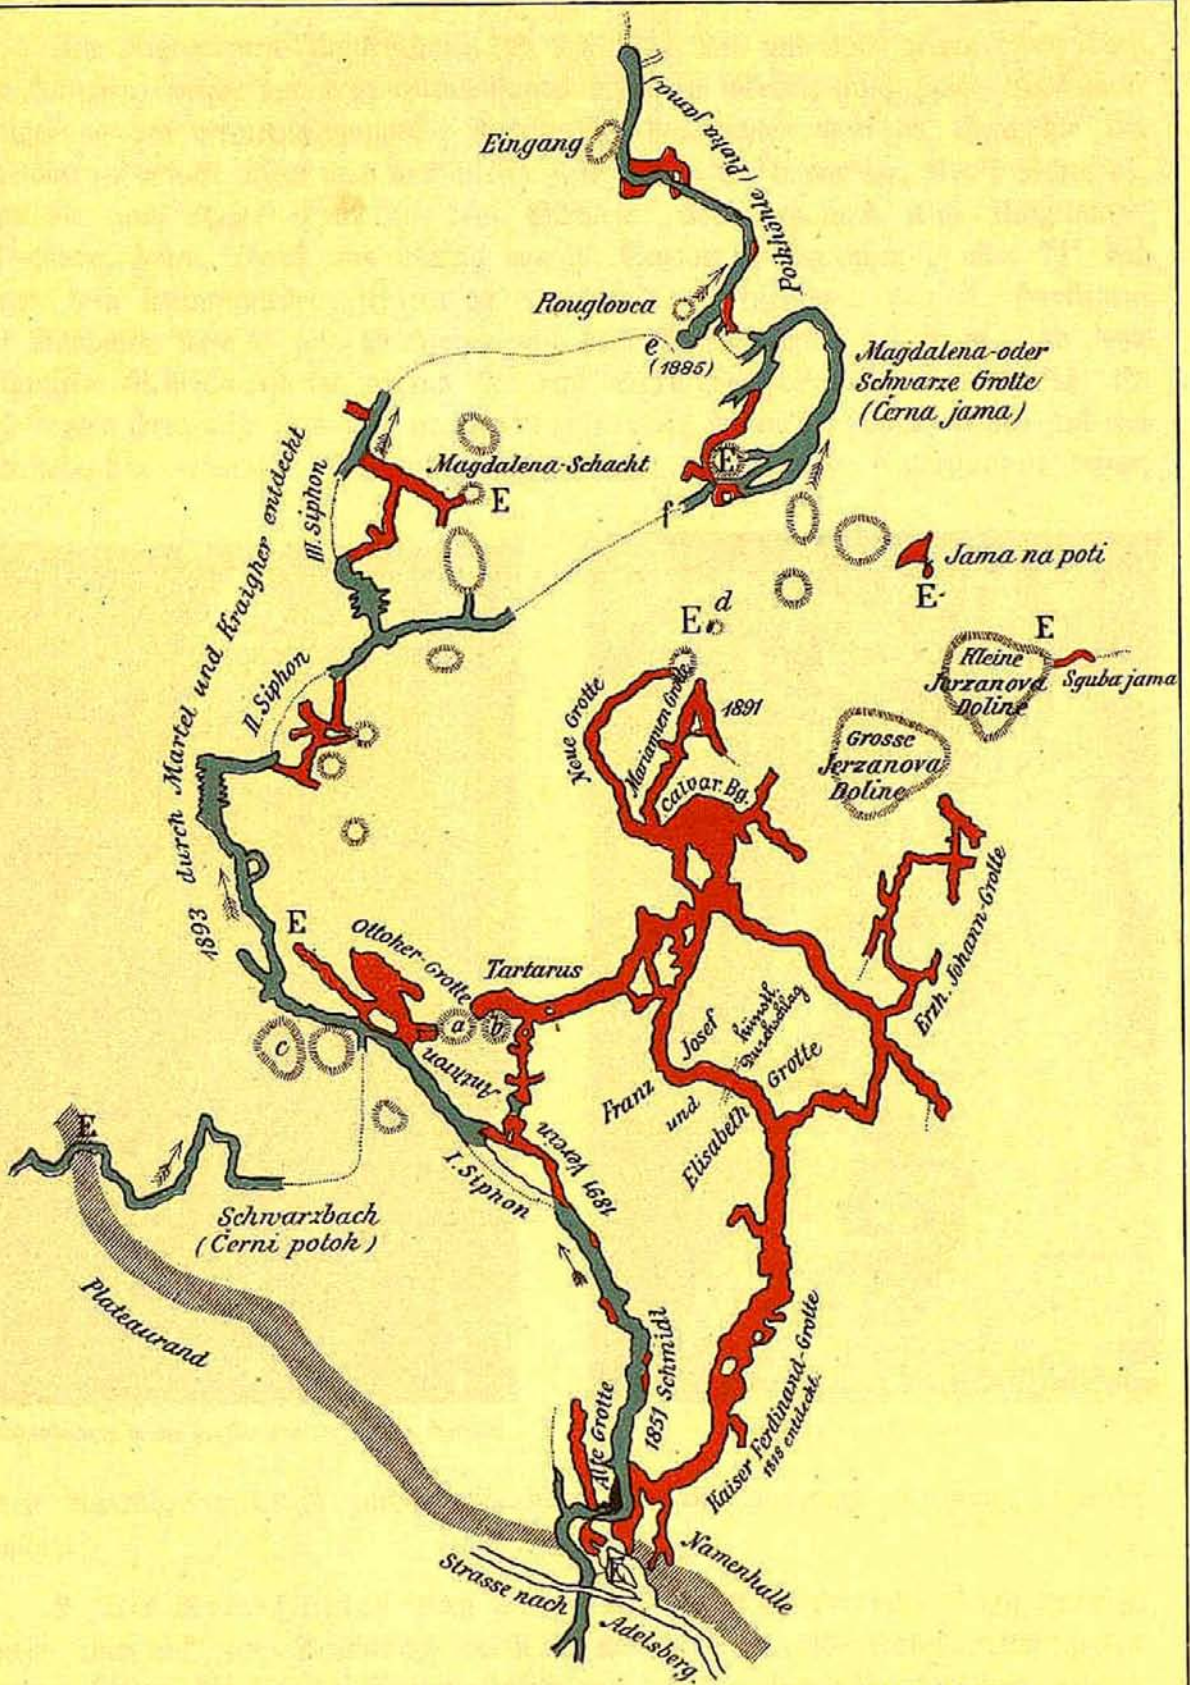 Eingang
Poikhöhle (Pivka jama)
Rouglovca
e
(1885)
Magdalena-oder
Schwarze Grotte
(Černa jama)
E
f
Magdalena-Schacht
E
III. Siphon
Jama na poti
E
1893 durch Martel und Kraigher entdeckt
E
d
E
Kleine
Jerzanova
Doline
Sguba jama
II. Siphon
Neue Grotte
Mariannen Grotte
1891
Calvar. Bg.
Grosse
Jerzanova
Doline
Erzh. Johann-Grotte
E
Ottoker-Grotte
Tartarus
a
b
c
Anthron
Franz
Josef
und
Elisabeth
Grotte
künstl.
Durchschlag
E
I. Siphon
1891 Verein
Schwarzbach
(Černi potok)
Plateaurand
1851 Schmidl
Alte Grotte
Kaiser Ferdinand-Grotte
1818 entdeckt.
Namenhalle
E
Strasse nach
Adelsberg.